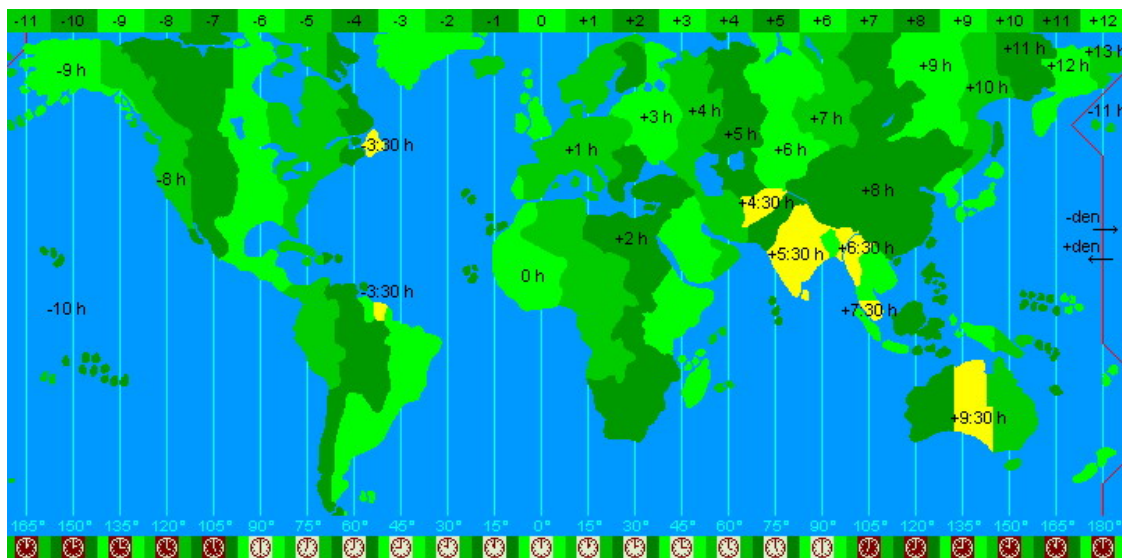 -11 -10 -9 -8 -7 -6 -5 -4 -3 -2 -1 0 +1 +2 +3 +4 +5 +6 +7 +8 +9 +10 +11 +12
+11 h +13 h
-9 h +9 h +12 h
+10 h
-11 h
+3 h +4 h +7 h
+5 h
-3:30 h +1 h +6 h
-8 h +8 h
+4:30 h
-den
+2 h +6:30 h +den
+5:30 h
0 h
-3:30 h
-10 h +7:30 h
+9:30 h
165° 150° 135° 120° 105° 90° 75° 60° 45° 30° 15° 0° 15° 30° 45° 60° 75° 90° 105° 120° 135° 150° 165° 180°